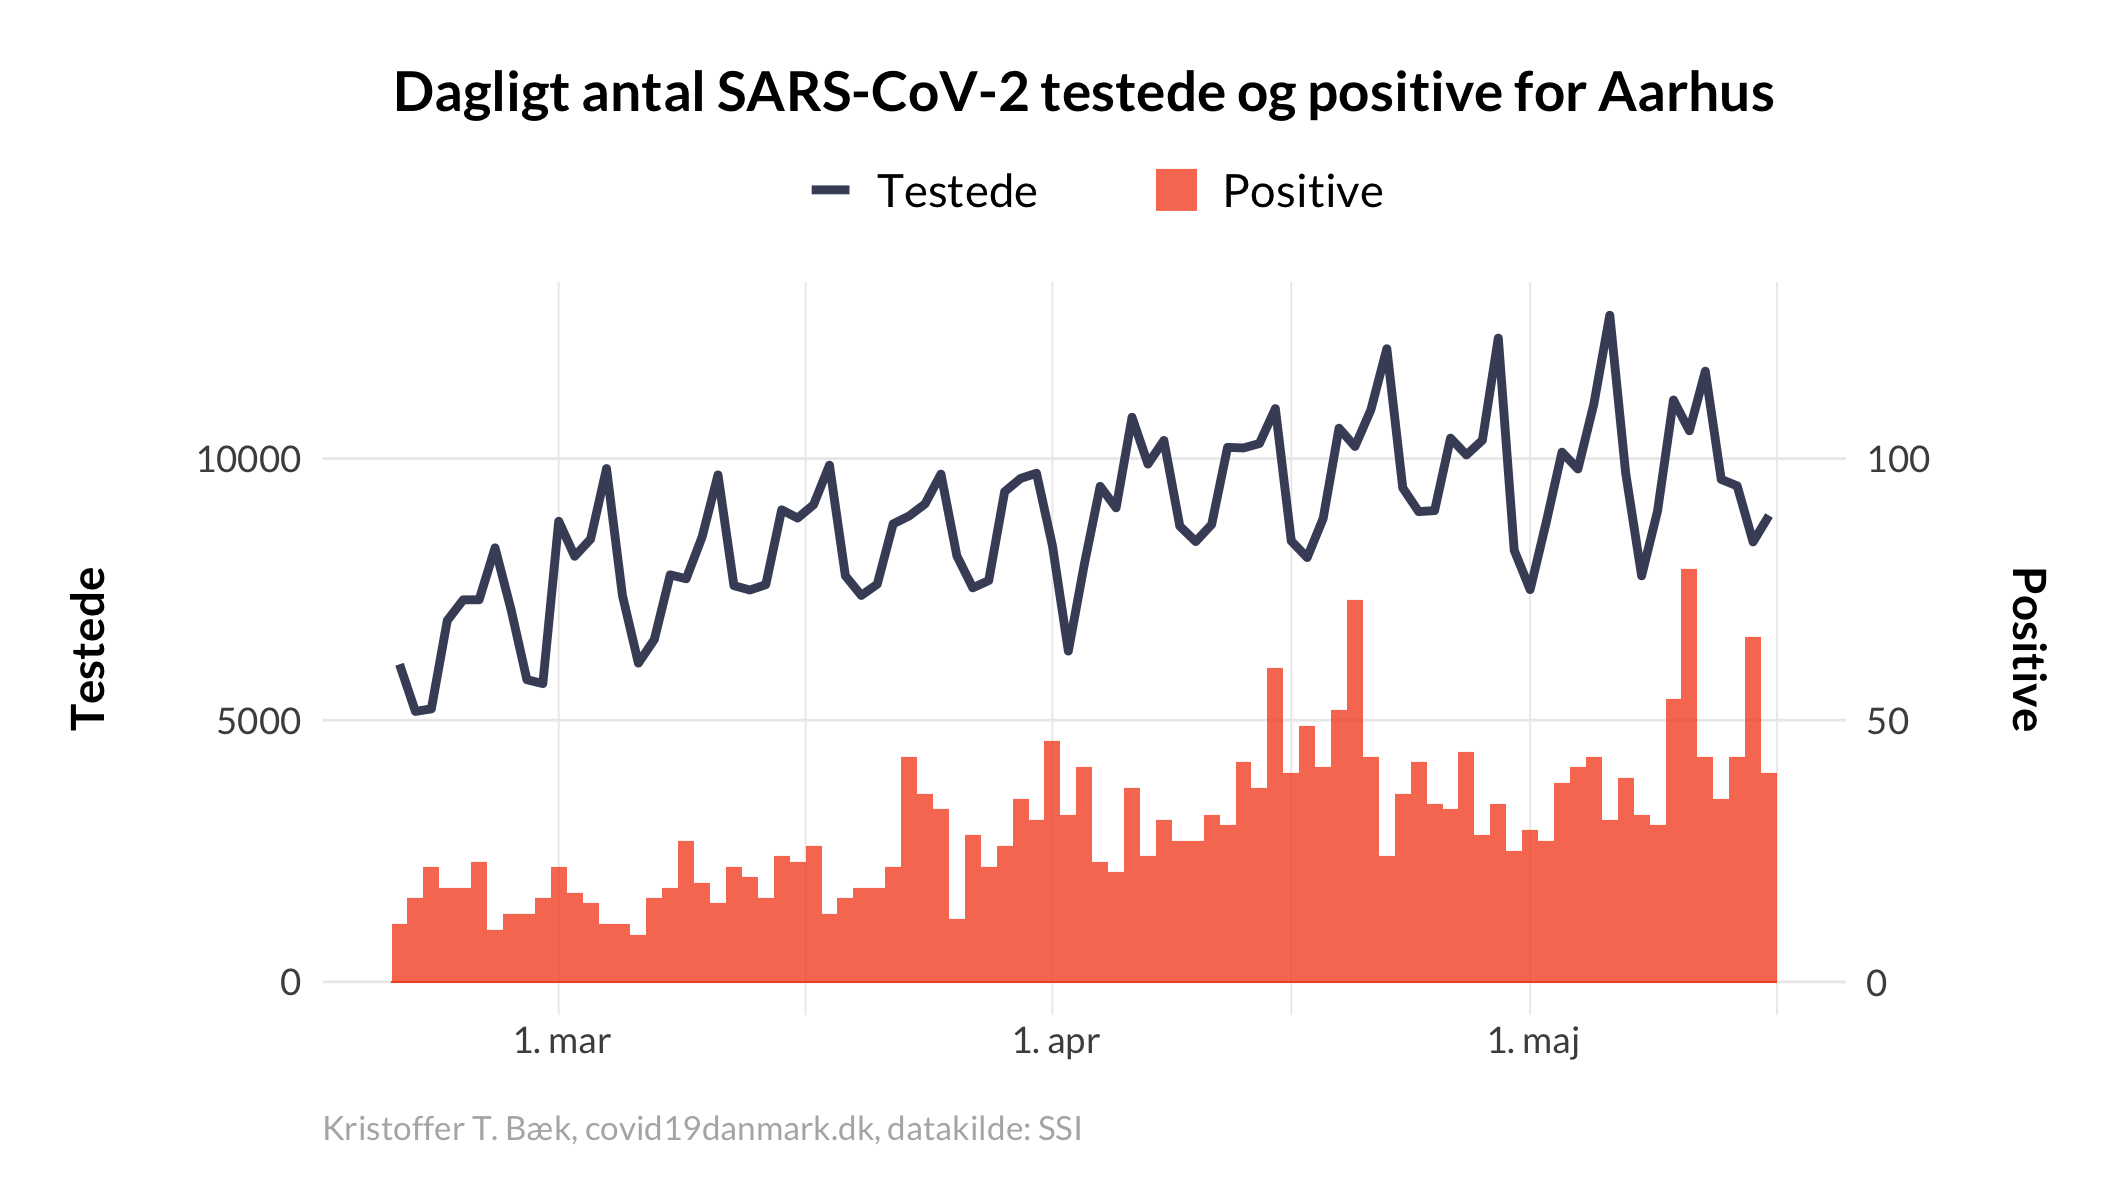 Dagligt antal SARS-CoV-2 testede og positive for Aarhus
Testede
Positive
Testede
10000
5000
0
100
50
0
Positive
1. mar
1. apr
1. maj
Kristoffer T. Bæk, covid19danmark.dk, datakilde: SSI